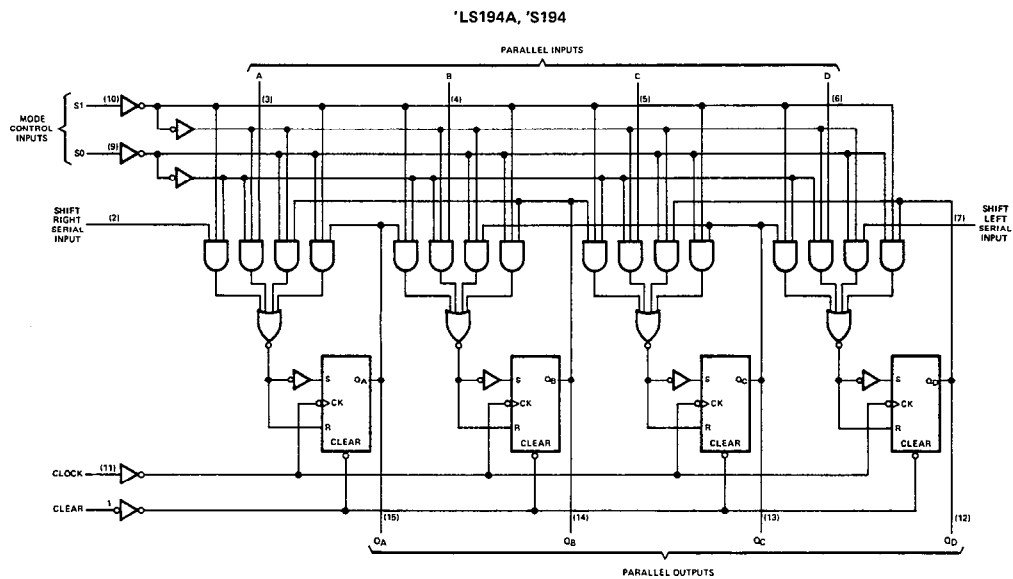 'LS194A, 'S194
PARALLEL INPUTS
A B C D
(3) (4) (5) (6)
MODE
CONTROL
INPUTS
S1 (10)
S0 (9)
SHIFT
RIGHT
SERIAL
INPUT
(2)
(7)
SHIFT
LEFT
SERIAL
INPUT
S QA S QB S QC S QD
CK CK CK CK
R R R R
CLEAR CLEAR CLEAR CLEAR
CLOCK (11)
CLEAR 1
(15) (14) (13) (12)
QA QB QC QD
PARALLEL OUTPUTS